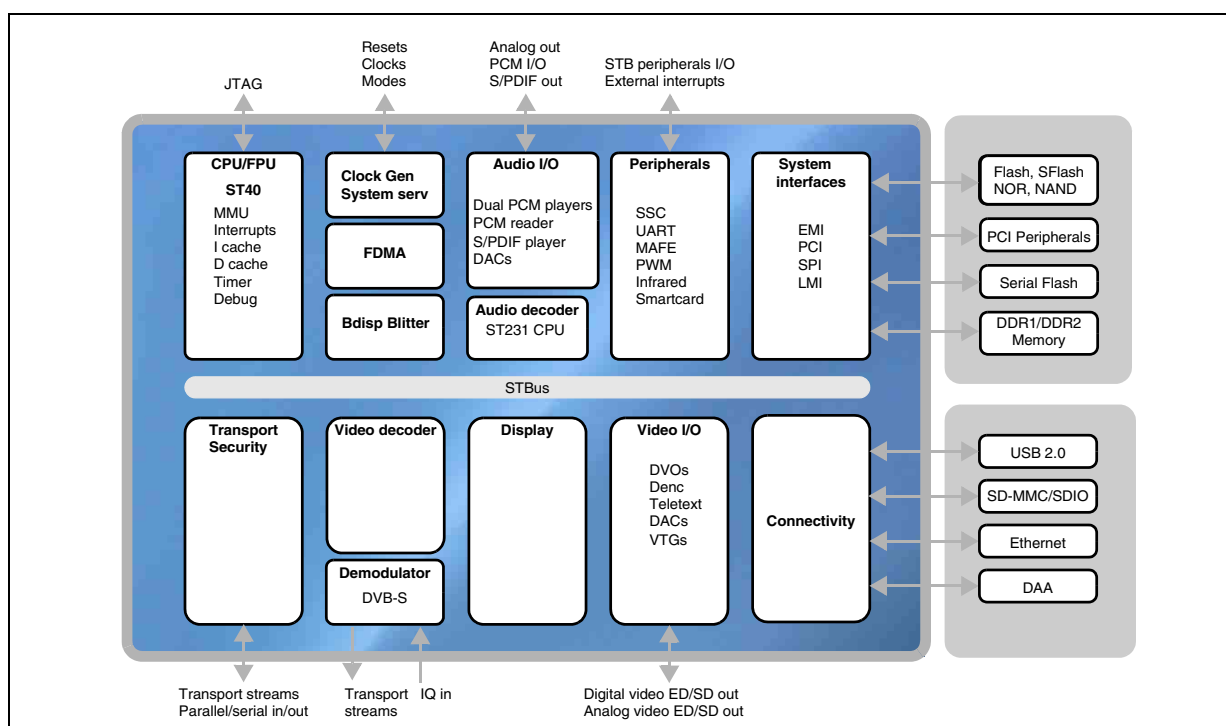 Resets
Clocks
Modes
Analog out
PCM I/O
S/PDIF out
JTAG
STB peripherals I/O
External interrupts
CPU/FPU
ST40
MMU
Interrupts
I cache
D cache
Timer
Debug
Clock Gen
System serv
FDMA
Bdisp Blitter
Audio I/O
Dual PCM players
PCM reader
S/PDIF player
DACs
Audio decoder
ST231 CPU
Peripherals
SSC
UART
MAFE
PWM
Infrared
Smartcard
System
interfaces
EMI
PCI
SPI
LMI
Flash, SFlash
NOR, NAND
PCI Peripherals
Serial Flash
DDR1/DDR2
Memory
STBus
Transport
Security
Video decoder
Demodulator
DVB-S
Display
Video I/O
DVOs
Denc
Teletext
DACs
VTGs
Connectivity
USB 2.0
SD-MMC/SDIO
Ethernet
DAA
Transport streams
Parallel/serial in/out
Transport
streams
IQ in
Digital video ED/SD out
Analog video ED/SD out